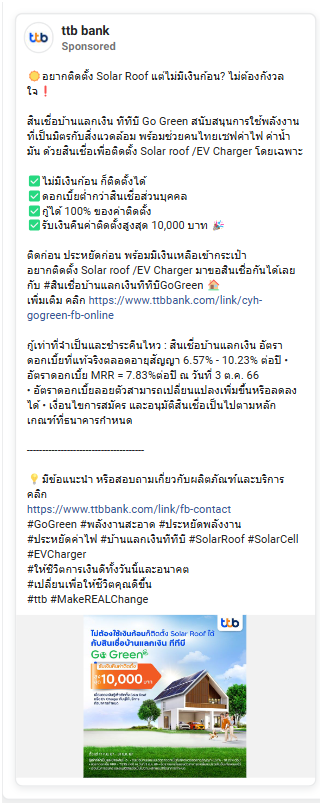 ttb
ttb bank
Sponsored
🌞 อยากติดตั้ง Solar Roof แต่ไม่มีเงินก้อน? ไม่ต้องกังวล
ใจ❗
สินเชื่อบ้านแลกเงิน ทีทีบี Go Green สนับสนุนการใช้พลังงาน
ที่เป็นมิตรกับสิ่งแวดล้อม พร้อมช่วยคนไทยเซฟค่าไฟ ค่าน้ำ
มัน ด้วยสินเชื่อเพื่อติดตั้ง Solar roof /EV Charger โดยเฉพาะ
✅ ไม่มีเงินก้อน ก็ติดตั้งได้
✅ ดอกเบี้ยต่ำกว่าสินเชื่อส่วนบุคคล
✅ กู้ได้ 100% ของค่าติดตั้ง
✅ รับเงินคืนค่าติดตั้งสูงสุด 10,000 บาท 🎉
ติดก่อน ประหยัดก่อน พร้อมมีเงินเหลือเข้ากระเป๋า
อยากติดตั้ง Solar roof /EV Charger มาขอสินเชื่อกันได้เลย
กับ #สินเชื่อบ้านแลกเงินทีทีบีGoGreen 🏠
เพิ่มเติม คลิก https://www.ttbbank.com/link/cyh-
gogreen-fb-online
กู้เท่าที่จำเป็นและชำระคืนไหว : สินเชื่อบ้านแลกเงิน อัตรา
ดอกเบี้ยที่แท้จริงตลอดอายุสัญญา 6.57% - 10.23% ต่อปี •
อัตราดอกเบี้ย MRR = 7.83%ต่อปี ณ วันที่ 3 ต.ค. 66
• อัตราดอกเบี้ยลอยตัวสามารถเปลี่ยนแปลงเพิ่มขึ้นหรือลดลง
ได้ • เงื่อนไขการสมัคร และอนุมัติสินเชื่อเป็นไปตามหลัก
เกณฑ์ที่ธนาคารกำหนด
--------------------------------------
💡 มีข้อแนะนำ หรือสอบถามเกี่ยวกับผลิตภัณฑ์และบริการ
คลิก
https://www.ttbbank.com/link/fb-contact
#GoGreen #พลังงานสะอาด #ประหยัดพลังงาน
#ประหยัดค่าไฟ #บ้านแลกเงินทีทีบี #SolarRoof #SolarCell
#EVCharger
#ให้ชีวิตการเงินดีทั้งวันนี้และอนาคต
#เปลี่ยนเพื่อให้ชีวิตคุณดีขึ้น
#ttb #MakeREALChange
ttb
ไม่ต้องใช้เงินก้อนก็ติดตั้ง Solar Roof ได้
กับสินเชื่อบ้านแลกเงิน ทีทีบี
Go Green
10,000 บาท